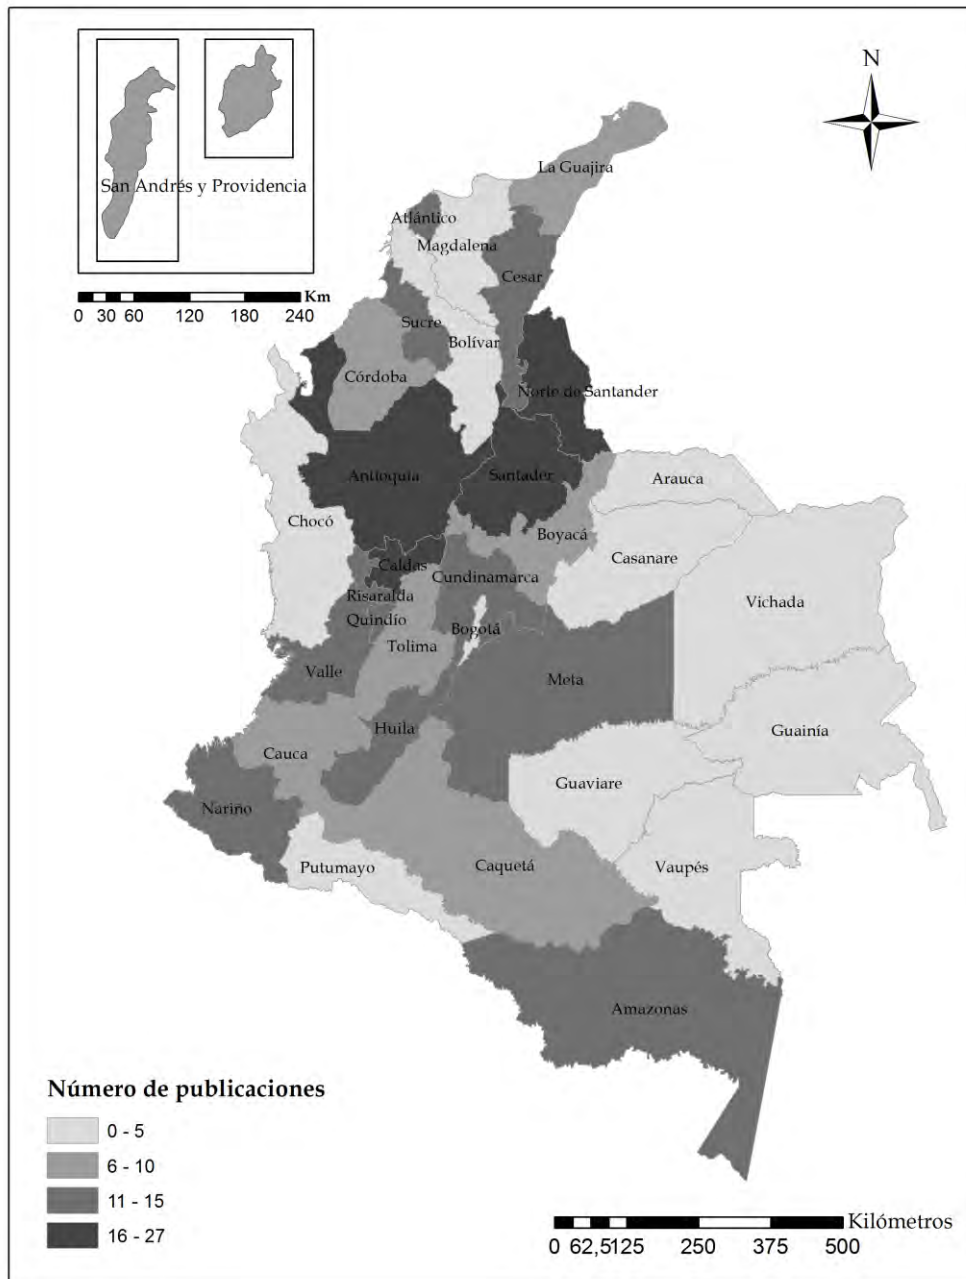 N
San Andrés y Providencia
Km
0 30 60 120 180 240
La Guajira
Atlántico
Magdalena
Cesar
Sucre
Bolívar
Córdoba
Norte de Santander
Antioquia
Santader
Arauca
Chocó
Boyacá
Casanare
Caldas
Cundinamarca
Risaralda
Vichada
Quindío
Bogotá
Tolima
Valle
Meta
Huila
Guainía
Cauca
Guaviare
Nariño
Putumayo
Caquetá
Vaupés
Amazonas
Número de publicaciones
0 - 5
6 - 10
11 - 15
16 - 27
Kilómetros
0 62,5125 250 375 500